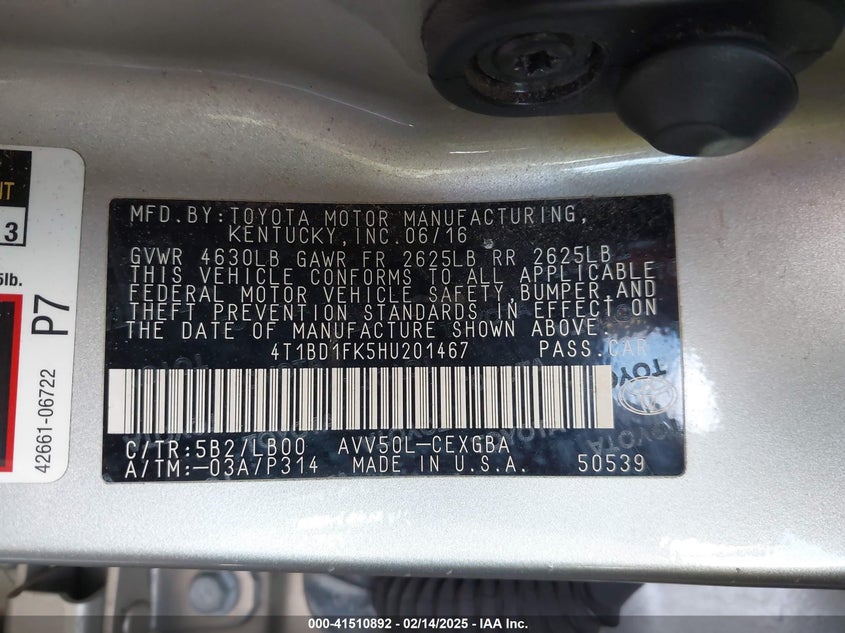 MFD.BY:TOYOTA MOTOR MANUFACTURING,
KENTUCKY,INC.06/16
GVWR 4630LB GAWR FR 2625LB RR 2625LB
THIS VEHICLE CONFORMS TO ALL APPLICABLE
FEDERAL MOTOR VEHICLE SAFETY,BUMPER,AND
THEFT PREVENTION STANDARDS IN EFFECT ON
THE DATE OF MANUFACTURE SHOWN ABOVE.
4T1BD1FK5HU201467 PASS.CAR
C/TR:5B2/LB00 AVV50L-CEXGBA
A/TM:-03A/P314 MADE IN U.S.A. 50539
TOYOTA
3
lb.
P7
42661-06722
000-41510892 / 02/14/2025 - IAA Inc.